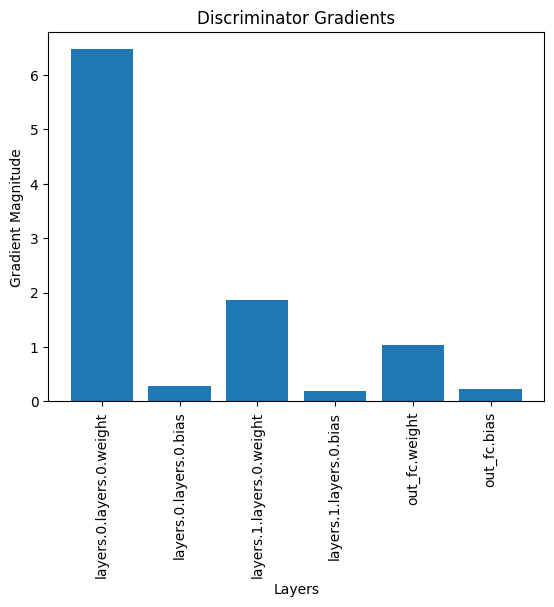 Discriminator Gradients
Gradient Magnitude
6
5
4
3
2
1
0
layers.0.layers.0.weight
layers.0.layers.0.bias
layers.1.layers.0.weight
layers.1.layers.0.bias
out_fc.weight
out_fc.bias
Layers